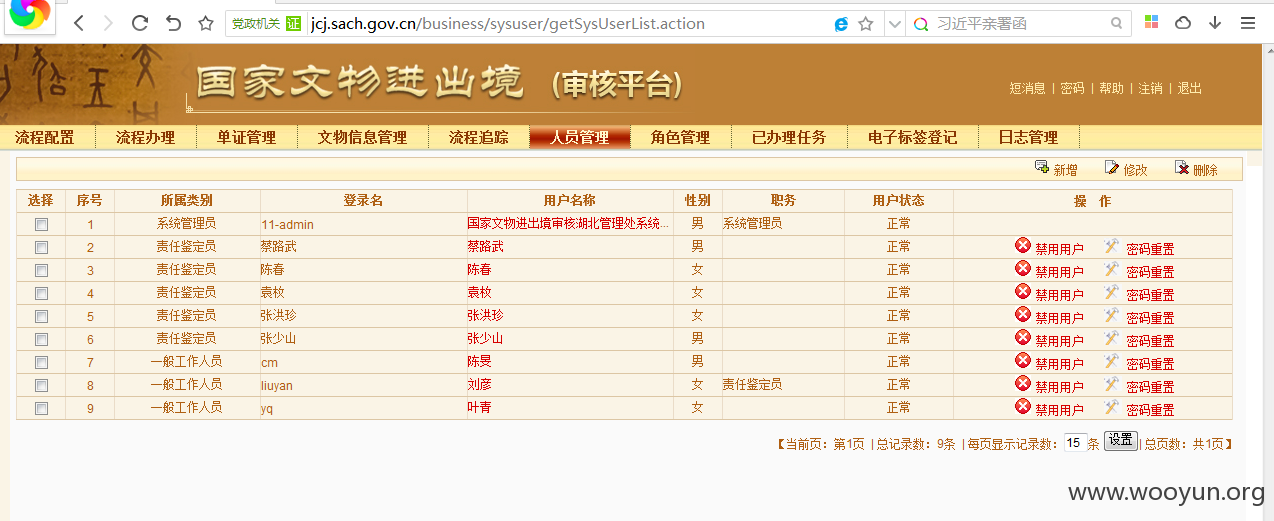 党政机关 证 jcj.sach.gov.cn/business/sysuser/getSysUserList.action 习近平亲署函
国家文物进出境 (审核平台)
短消息 | 密码 | 帮助 | 注销 | 退出
流程配置 流程办理 单证管理 文物信息管理 流程追踪 人员管理 角色管理 已办理任务 电子标签登记 日志管理
新增 修改 删除
选择 序号 所属类别 登录名 用户名称 性别 职务 用户状态 操 作
1 系统管理员 11-admin 国家文物进出境审核湖北管理处系统... 男 系统管理员 正常
2 责任鉴定员 蔡路武 蔡路武 男 正常 禁用用户 密码重置
3 责任鉴定员 陈春 陈春 女 正常 禁用用户 密码重置
4 责任鉴定员 袁枚 袁枚 女 正常 禁用用户 密码重置
5 责任鉴定员 张洪珍 张洪珍 女 正常 禁用用户 密码重置
6 责任鉴定员 张少山 张少山 男 正常 禁用用户 密码重置
7 一般工作人员 cm 陈旻 男 正常 禁用用户 密码重置
8 一般工作人员 liuyan 刘彦 女 责任鉴定员 正常 禁用用户 密码重置
9 一般工作人员 yq 叶青 女 正常 禁用用户 密码重置
【当前页：第1页 |总记录数：9条 |每页显示记录数：15 条 设置 |总页数：共1页】
www.wooyun.org